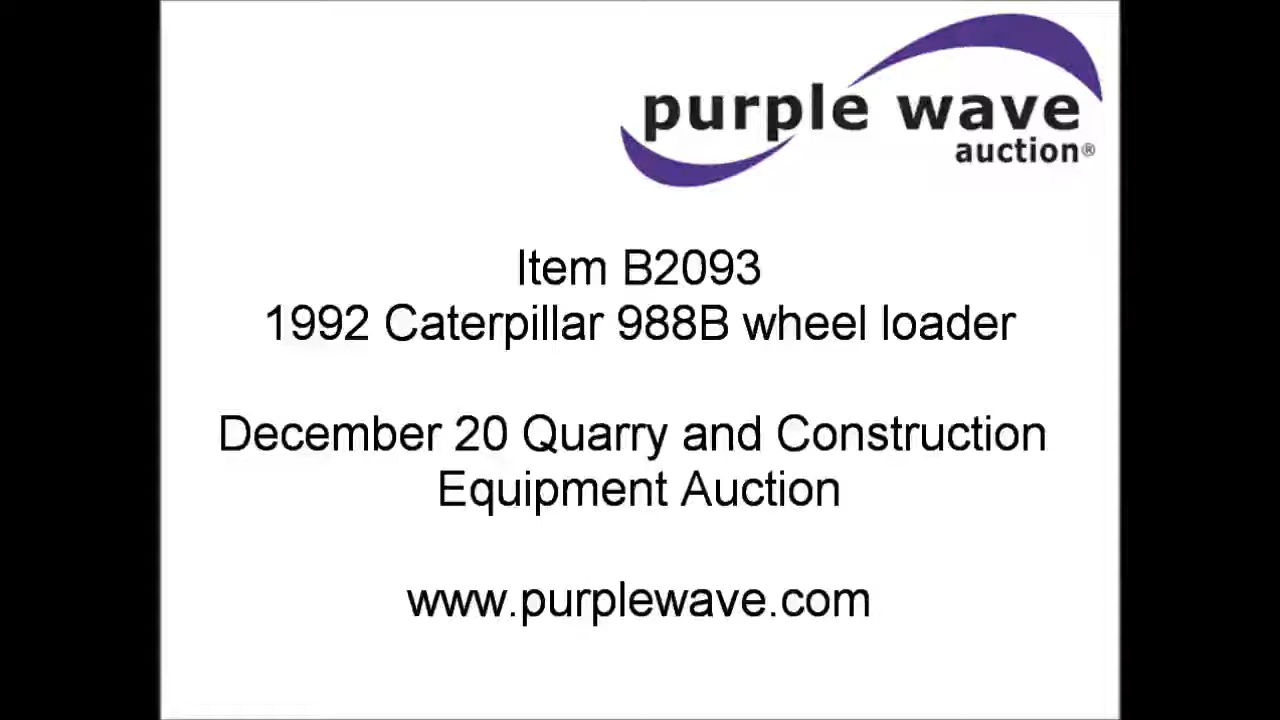 purple wave
auction®
Item B2093
1992 Caterpillar 988B wheel loader
December 20 Quarry and Construction
Equipment Auction
www.purplewave.com